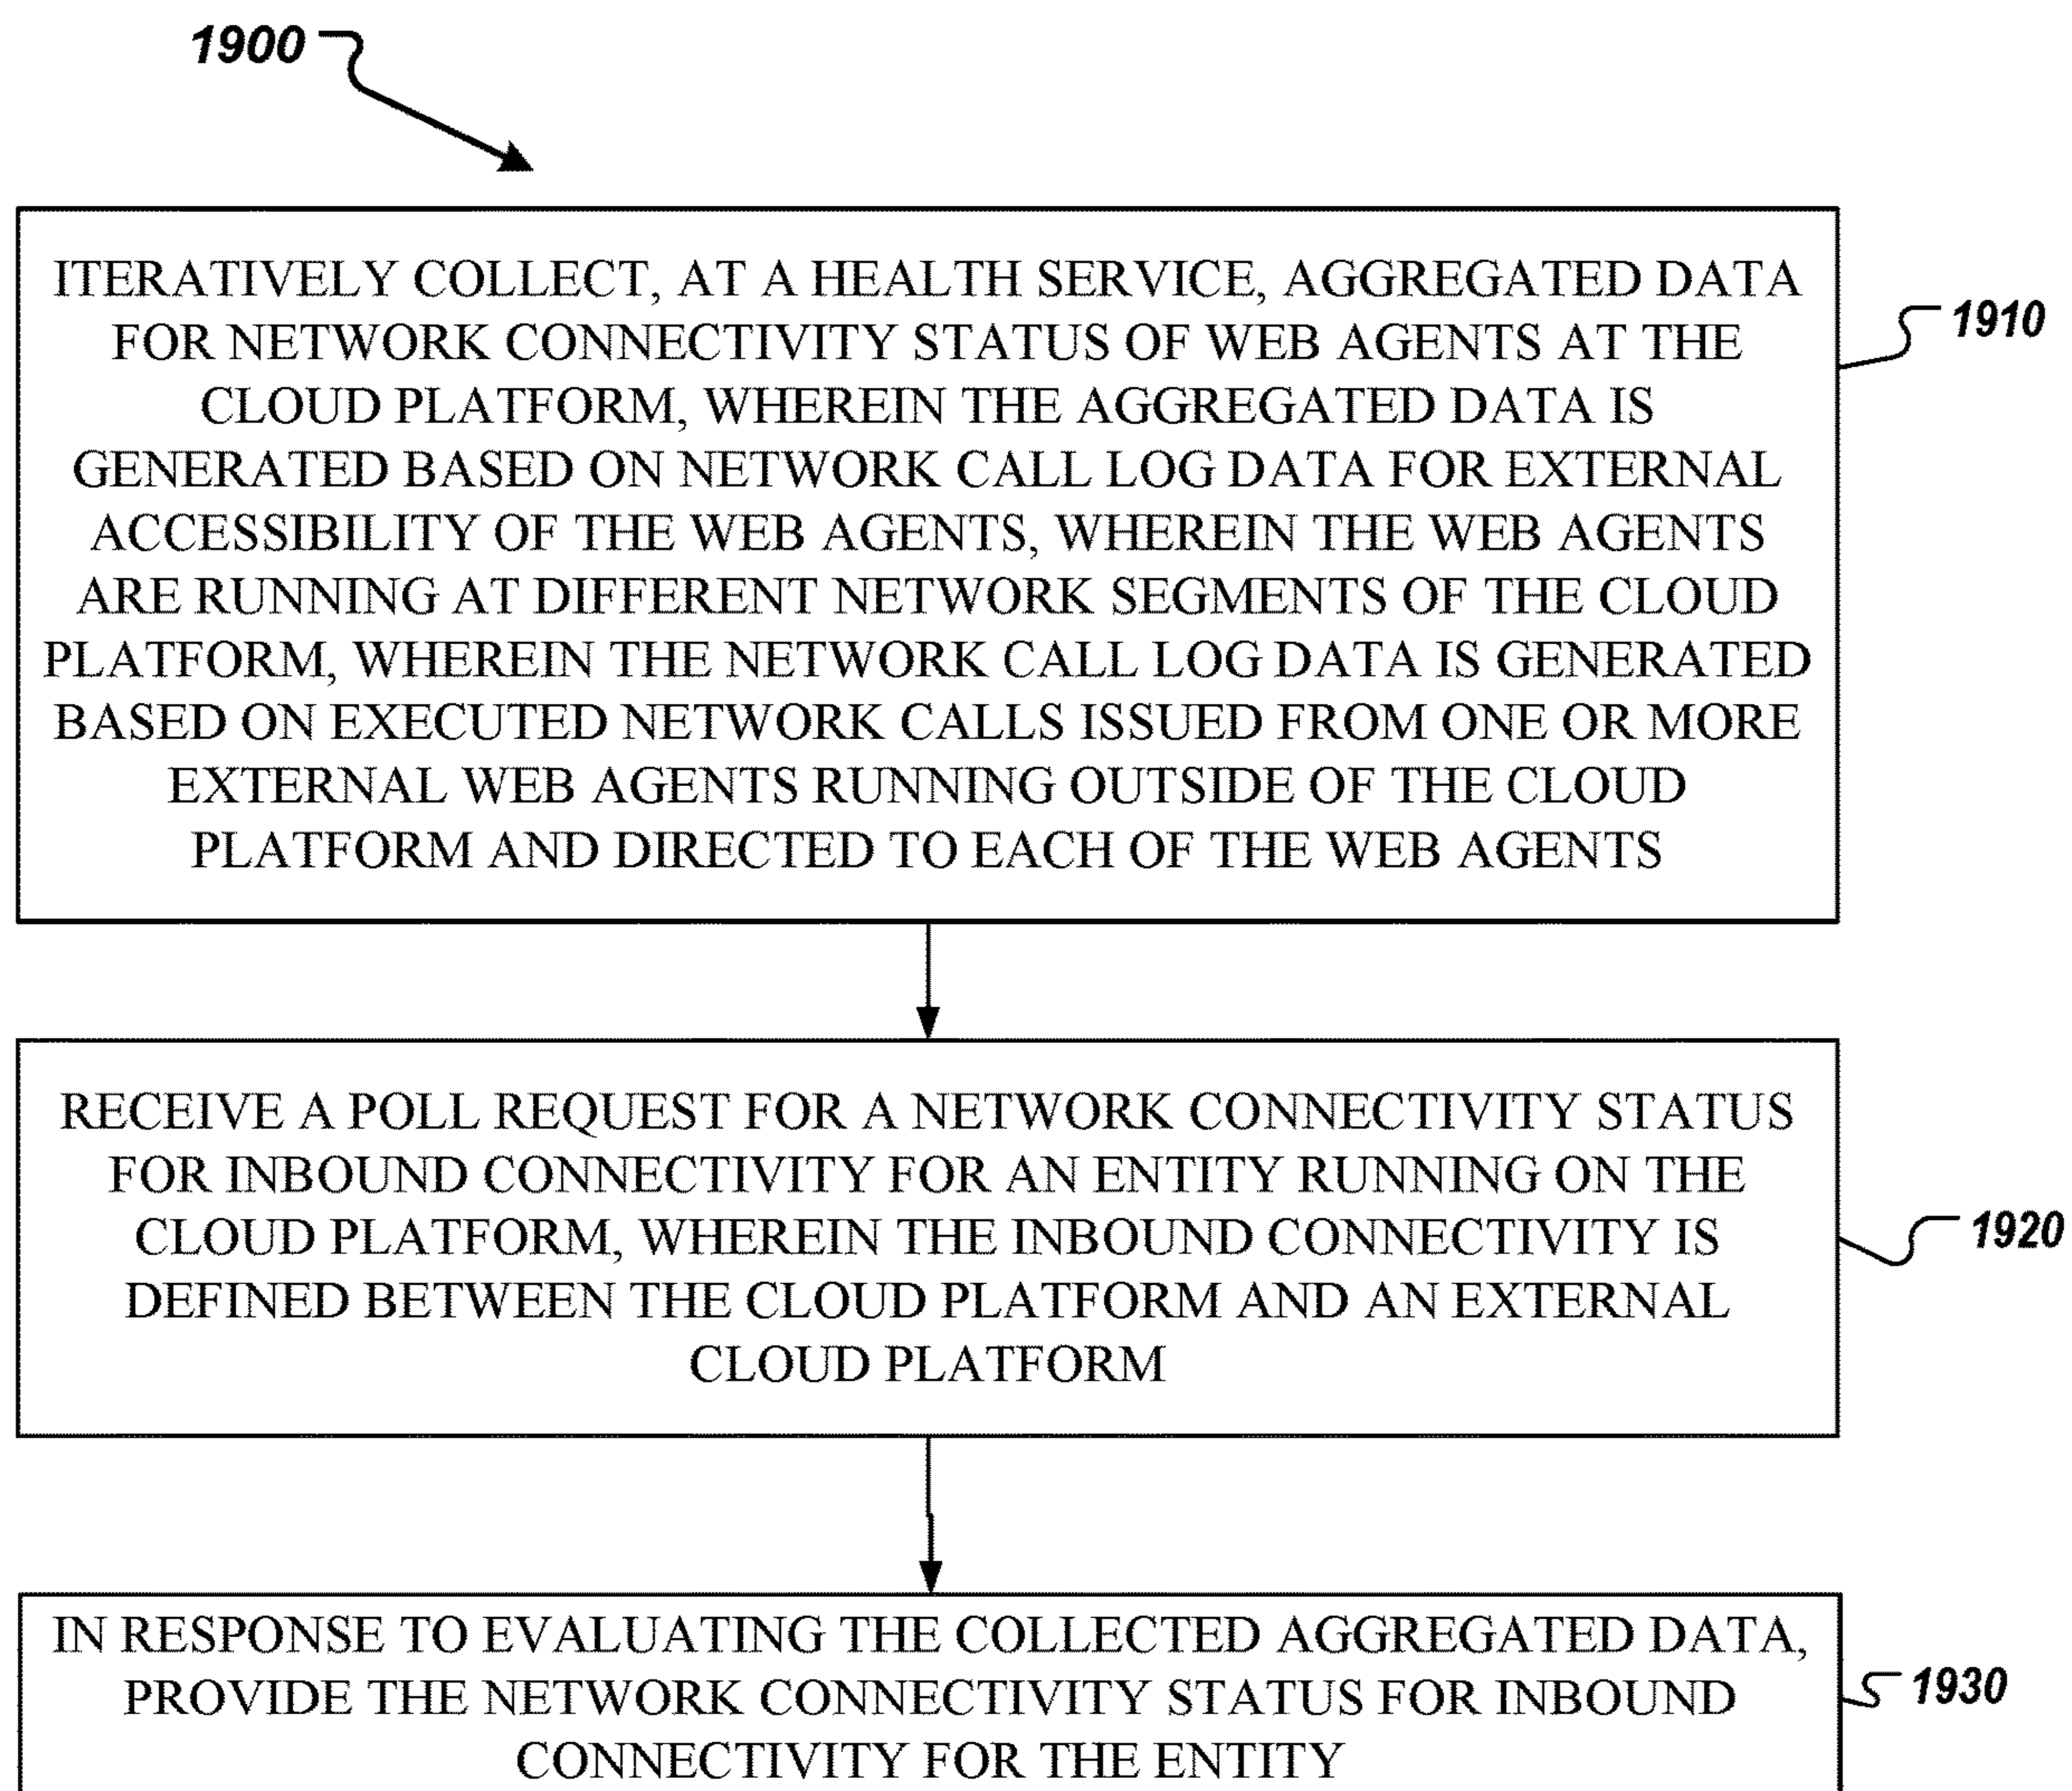 1900
ITERATIVELY COLLECT, AT A HEALTH SERVICE, AGGREGATED DATA
FOR NETWORK CONNECTIVITY STATUS OF WEB AGENTS AT THE
CLOUD PLATFORM, WHEREIN THE AGGREGATED DATA IS
GENERATED BASED ON NETWORK CALL LOG DATA FOR EXTERNAL
ACCESSIBILITY OF THE WEB AGENTS, WHEREIN THE WEB AGENTS
ARE RUNNING AT DIFFERENT NETWORK SEGMENTS OF THE CLOUD
PLATFORM, WHEREIN THE NETWORK CALL LOG DATA IS GENERATED
BASED ON EXECUTED NETWORK CALLS ISSUED FROM ONE OR MORE
EXTERNAL WEB AGENTS RUNNING OUTSIDE OF THE CLOUD
PLATFORM AND DIRECTED TO EACH OF THE WEB AGENTS
1910
RECEIVE A POLL REQUEST FOR A NETWORK CONNECTIVITY STATUS
FOR INBOUND CONNECTIVITY FOR AN ENTITY RUNNING ON THE
CLOUD PLATFORM, WHEREIN THE INBOUND CONNECTIVITY IS
DEFINED BETWEEN THE CLOUD PLATFORM AND AN EXTERNAL
CLOUD PLATFORM
1920
IN RESPONSE TO EVALUATING THE COLLECTED AGGREGATED DATA,
PROVIDE THE NETWORK CONNECTIVITY STATUS FOR INBOUND
CONNECTIVITY FOR THE ENTITY
1930